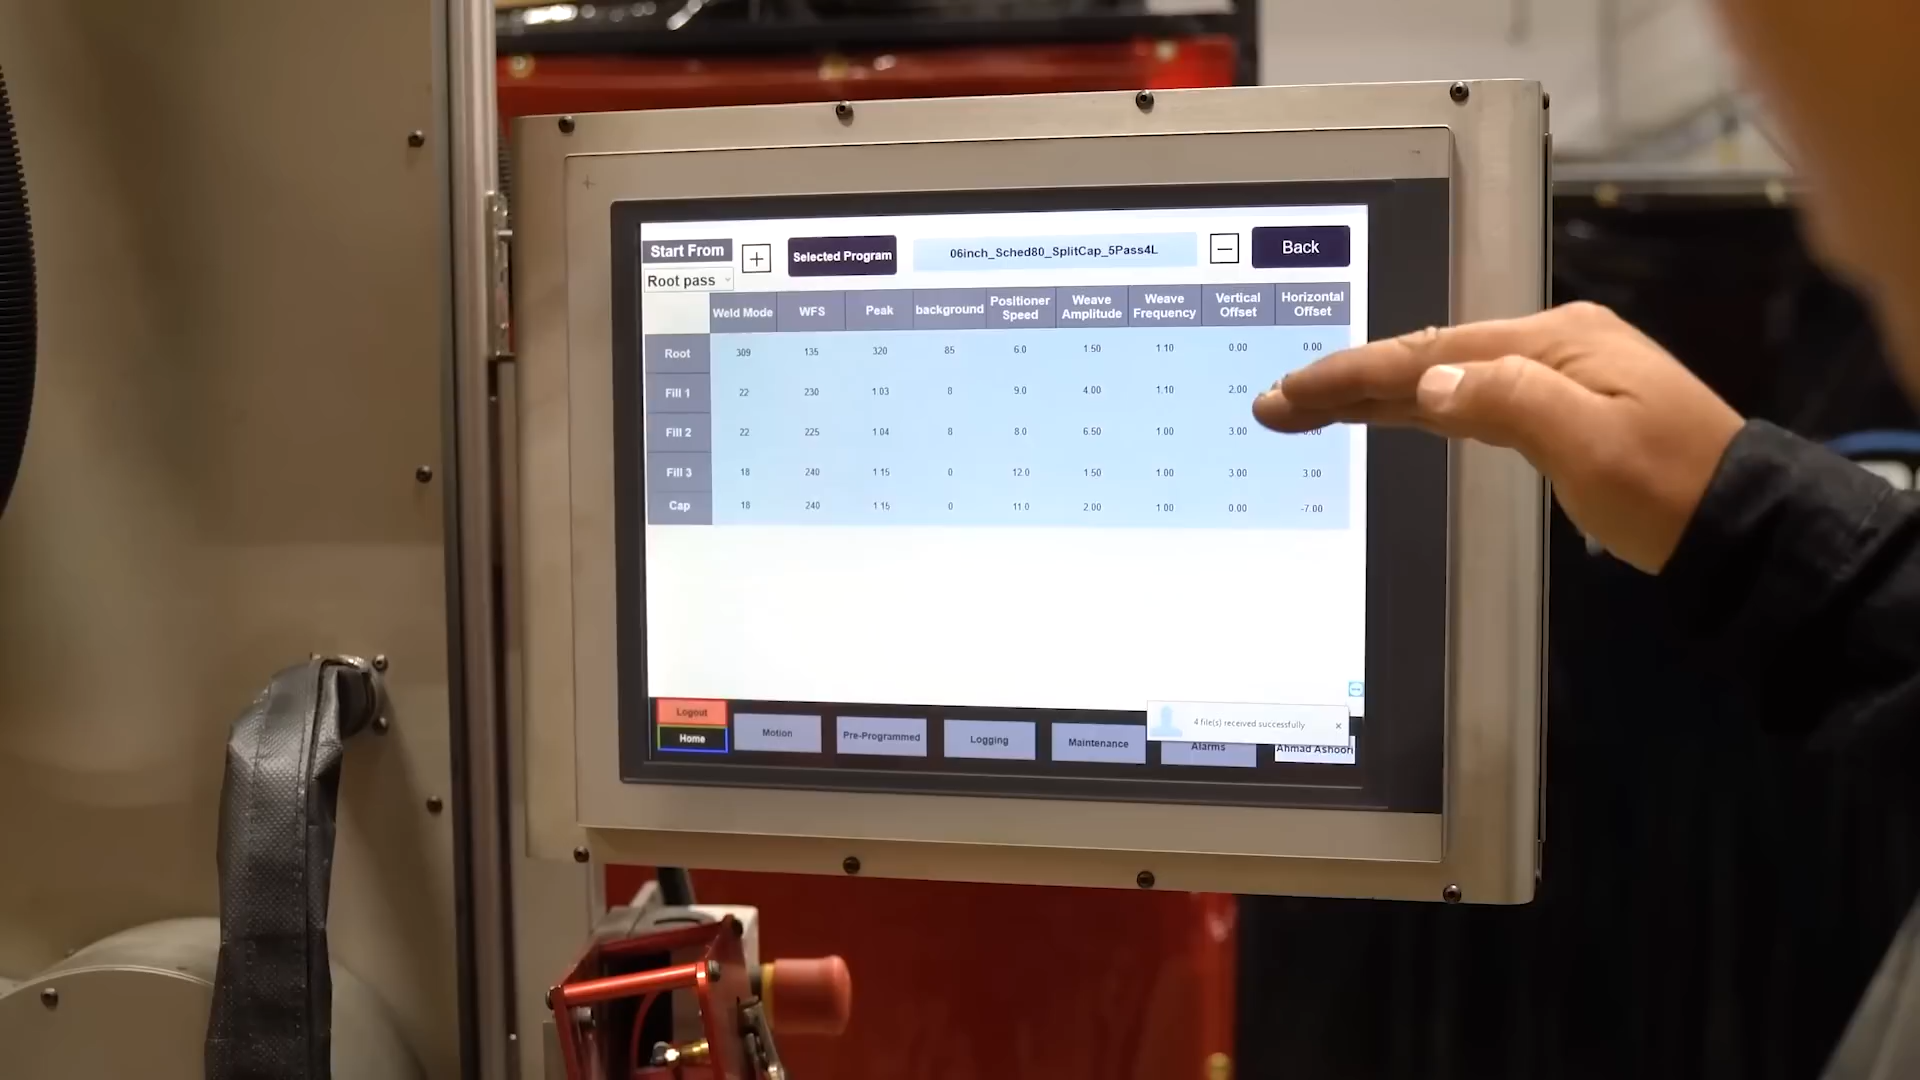 Start From
Root pass
+
Selected Program
06inch_Sched80_SplitCap_5Pass4L
Back
Weld Mode WFS Peak background Positioner Speed Weave Amplitude Weave Frequency Vertical Offset Horizontal Offset
Root 309 135 320 85 6.0 1.50 1.10 0.00 0.00
Fill 1 22 230 1.03 8 9.0 4.00 1.10 2.00
Fill 2 22 225 1.04 8 8.0 6.50 1.00 3.00
Fill 3 18 240 1.15 0 12.0 1.50 1.00 3.00 3.00
Cap 18 240 1.15 0 11.0 2.00 1.00 0.00 -7.00
4 file(s) received successfully
Logout
Home
Motion
Pre-Programmed
Logging
Maintenance
Alarms
Ahmad Ashoori